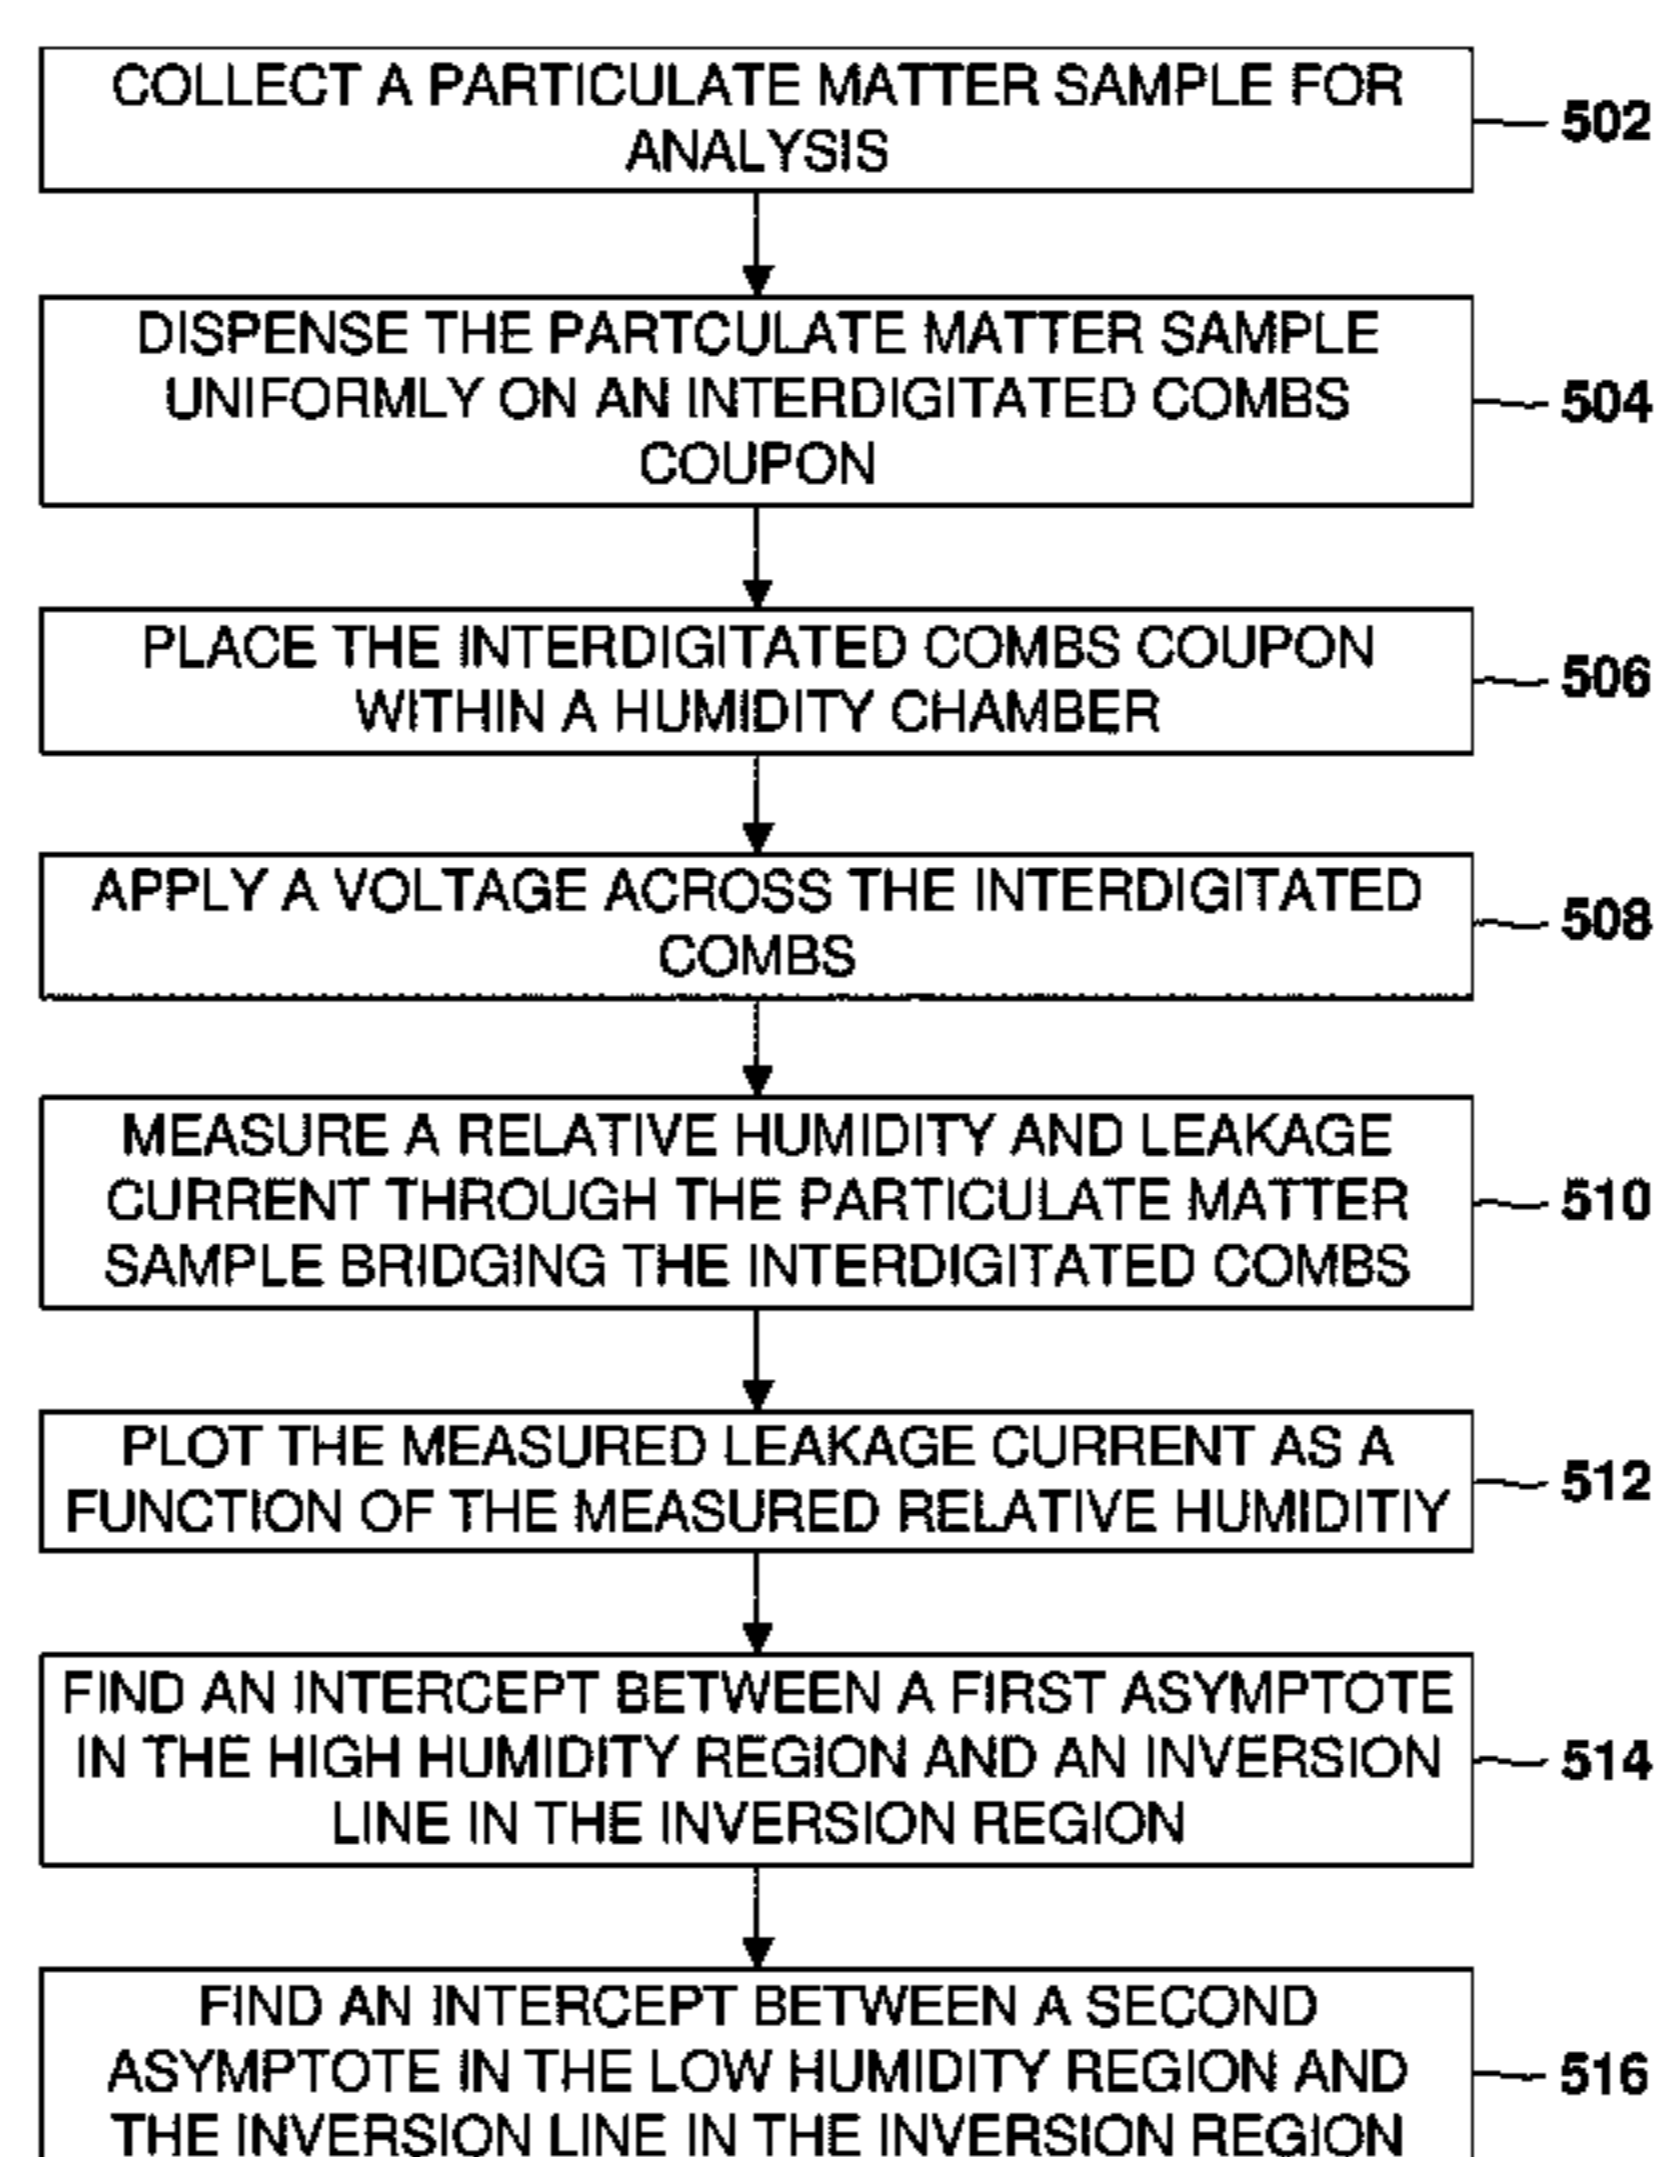 COLLECT A PARTICULATE MATTER SAMPLE FOR
ANALYSIS
502
DISPENSE THE PARTCULATE MATTER SAMPLE
UNIFORMLY ON AN INTERDIGITATED COMBS
COUPON
504
PLACE THE INTERDIGITATED COMBS COUPON
WITHIN A HUMIDITY CHAMBER
506
APPLY A VOLTAGE ACROSS THE INTERDIGITATED
COMBS
508
MEASURE A RELATIVE HUMIDITY AND LEAKAGE
CURRENT THROUGH THE PARTICULATE MATTER
SAMPLE BRIDGING THE INTERDIGITATED COMBS
510
PLOT THE MEASURED LEAKAGE CURRENT AS A
FUNCTION OF THE MEASURED RELATIVE HUMIDITIY
512
FIND AN INTERCEPT BETWEEN A FIRST ASYMPTOTE
IN THE HIGH HUMIDITY REGION AND AN INVERSION
LINE IN THE INVERSION REGION
514
FIND AN INTERCEPT BETWEEN A SECOND
ASYMPTOTE IN THE LOW HUMIDITY REGION AND
THE INVERSION LINE IN THE INVERSION REGION
516